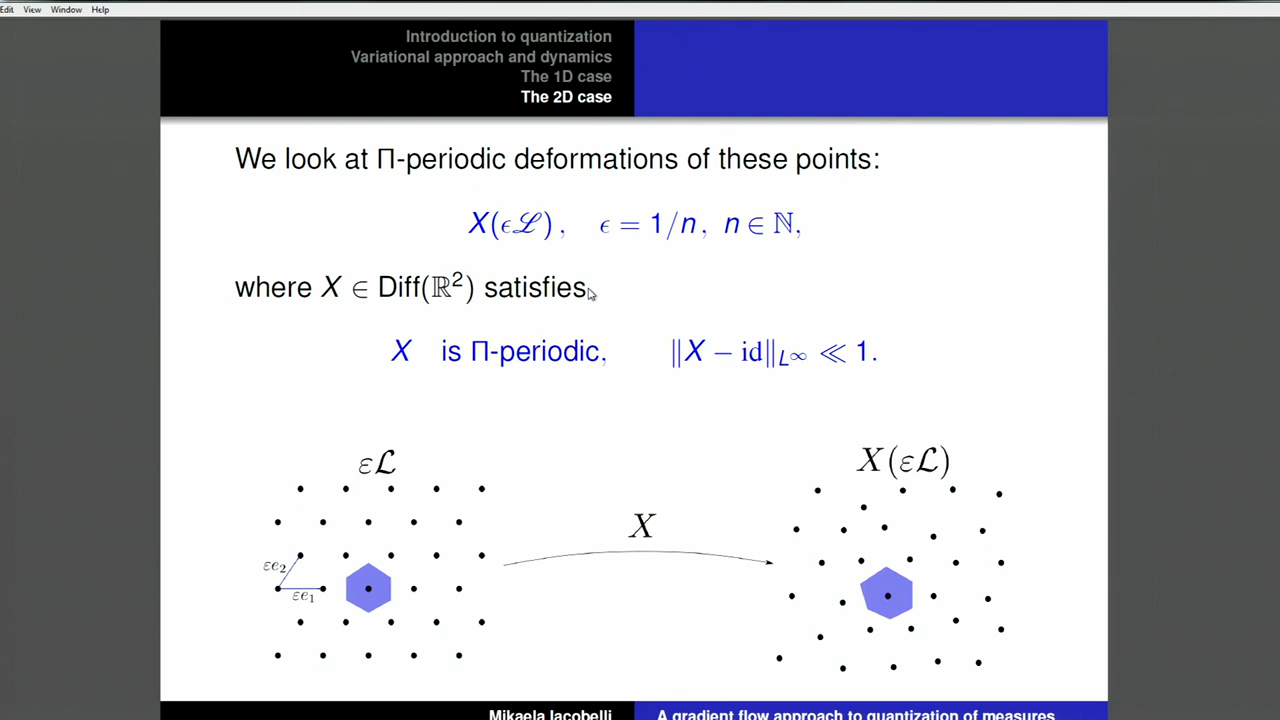 Edit View Window Help
Introduction to quantization
Variational approach and dynamics
The 1D case
The 2D case
We look at Π-periodic deformations of these points:
X(ϵℒ), ϵ = 1/n, n ∈ ℕ,
where X ∈ Diff(ℝ²) satisfies
X is Π-periodic, ‖X − id‖_{L^∞} ≪ 1.
εℒ
X(εℒ)
X
εe₂
εe₁
Mikaela Iacobelli
A gradient flow approach to quantization of measures